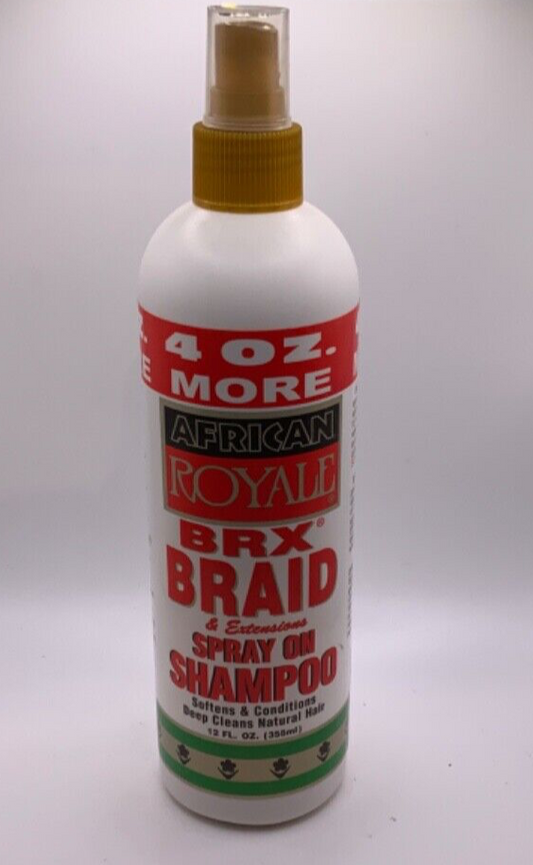 4 OZ.
MORE
AFRICAN
ROYALE
BRX®
BRAID
& Extensions
SPRAY ON
SHAMPOO
Softens & Conditions
Deep Cleans Natural Hair
12 FL. OZ. (355ml)